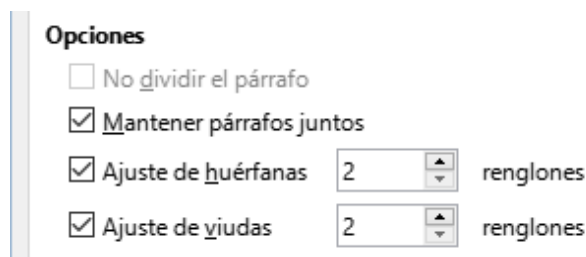 Opciones
No dividir el párrafo
Mantener párrafos juntos
Ajuste de huérfanas 2 renglones
Ajuste de viudas 2 renglones